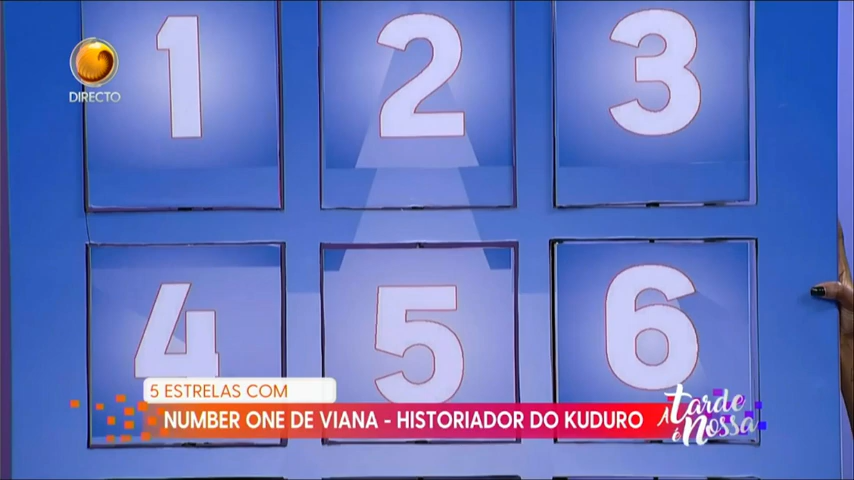 1 2 3
DIRECTO
4 5 6
5 ESTRELAS COM
NUMBER ONE DE VIANA - HISTORIADOR DO KUDURO
A tarde
é Nossa